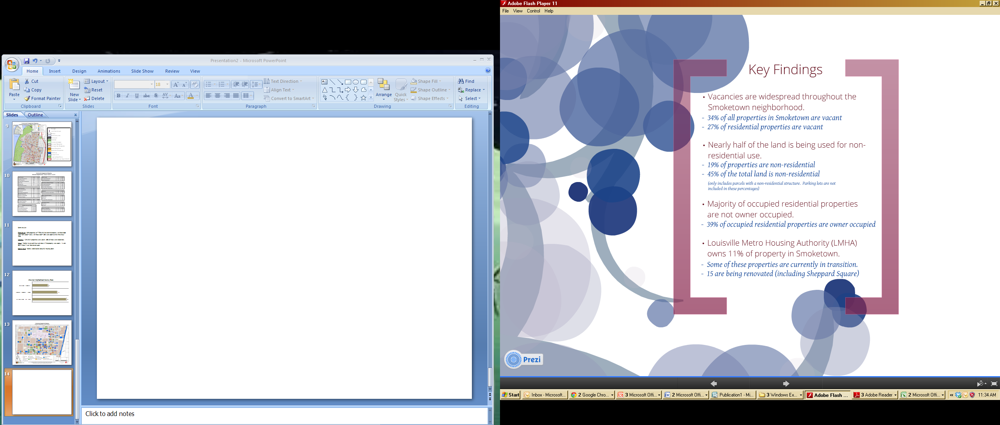 Presentation2 - Microsoft PowerPoint
Home Insert Design Animations Slide Show Review View
Paste
Cut
Copy
Format Painter
Clipboard
New Slide
Layout
Reset
Delete
Slides
18
B I U abc S AV Aa A
Font
Text Direction
Align Text
Convert to SmartArt
Paragraph
Arrange
Quick Styles
Shape Fill
Shape Outline
Shape Effects
Drawing
Find
Replace
Select
Editing
Slides Outline x
9
10
11
12
13
14
Click to add notes
Adobe Flash Player 11
File View Control Help
Key Findings
• Vacancies are widespread throughout the
Smoketown neighborhood.
- 34% of all properties in Smoketown are vacant
- 27% of residential properties are vacant
• Nearly half of the land is being used for non-
residential use.
- 19% of properties are non-residential
- 45% of the total land is non-residential
(only includes parcels with a non-residential structure. Parking lots are not
included in these percentages)
• Majority of occupied residential properties
are not owner occupied.
- 39% of occupied residential properties are owner occupied
• Louisville Metro Housing Authority (LMHA)
owns 11% of property in Smoketown.
- Some of these properties are currently in transition.
- 15 are being renovated (including Sheppard Square)
Prezi
Start Inbox - Microsoft... 2 Google Chro... 3 Microsoft Offi... 2 Microsoft Offi... Publication1 - Mi... 3 Windows Ex... Adobe Flash ... 3 Adobe Reader 2 Microsoft Offi... « 11:34 AM